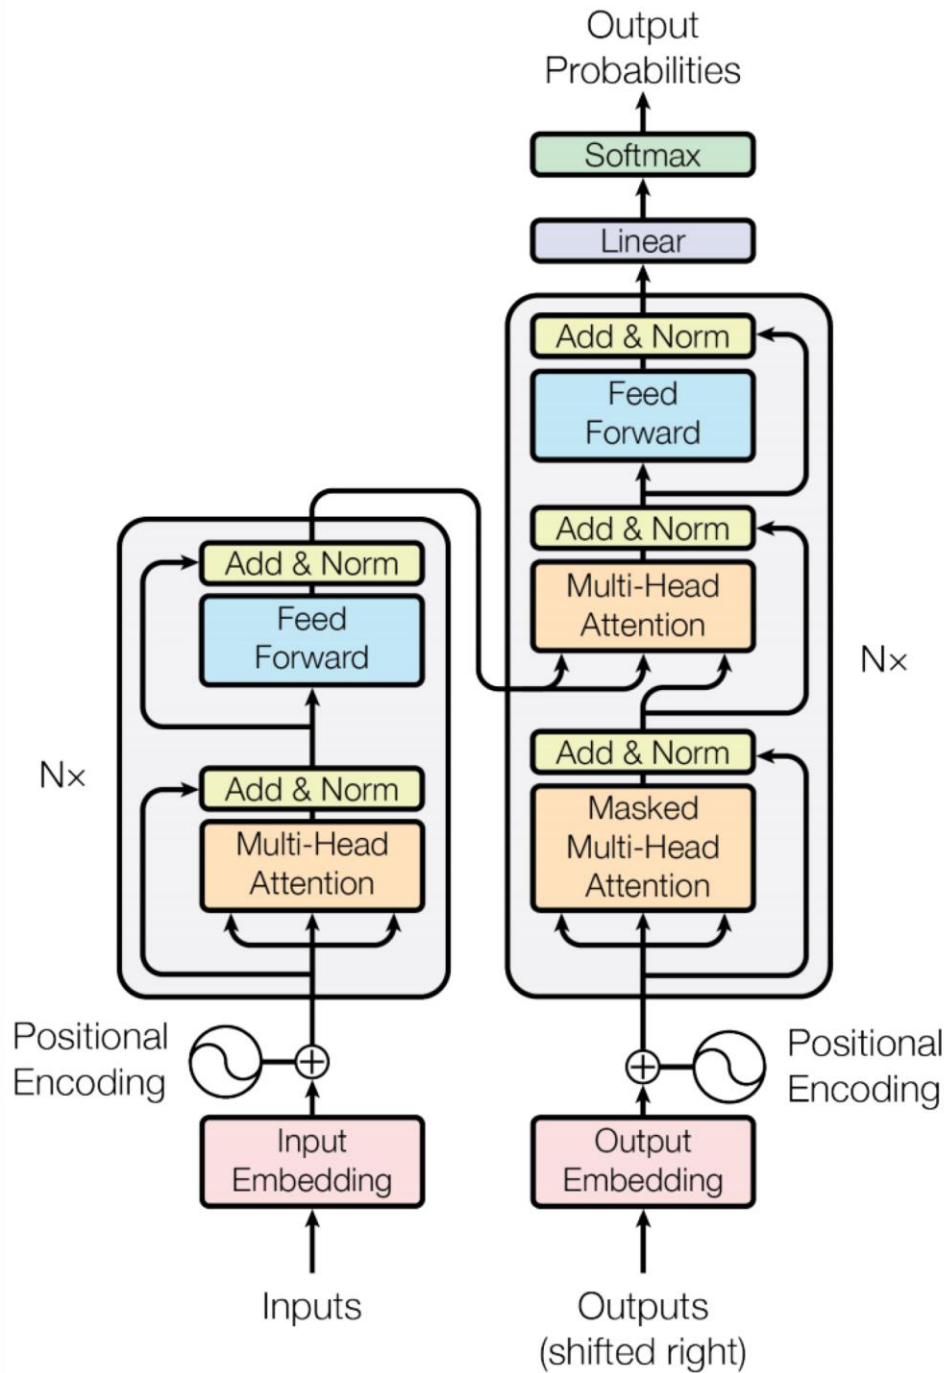 Output
Probabilities
Softmax
Linear
Add & Norm
Feed
Forward
Add & Norm
Multi-Head
Attention
N×
Add & Norm
Masked
Multi-Head
Attention
Add & Norm
Feed
Forward
N×
Add & Norm
Multi-Head
Attention
Positional
Encoding
Positional
Encoding
Input
Embedding
Output
Embedding
Inputs
Outputs
(shifted right)